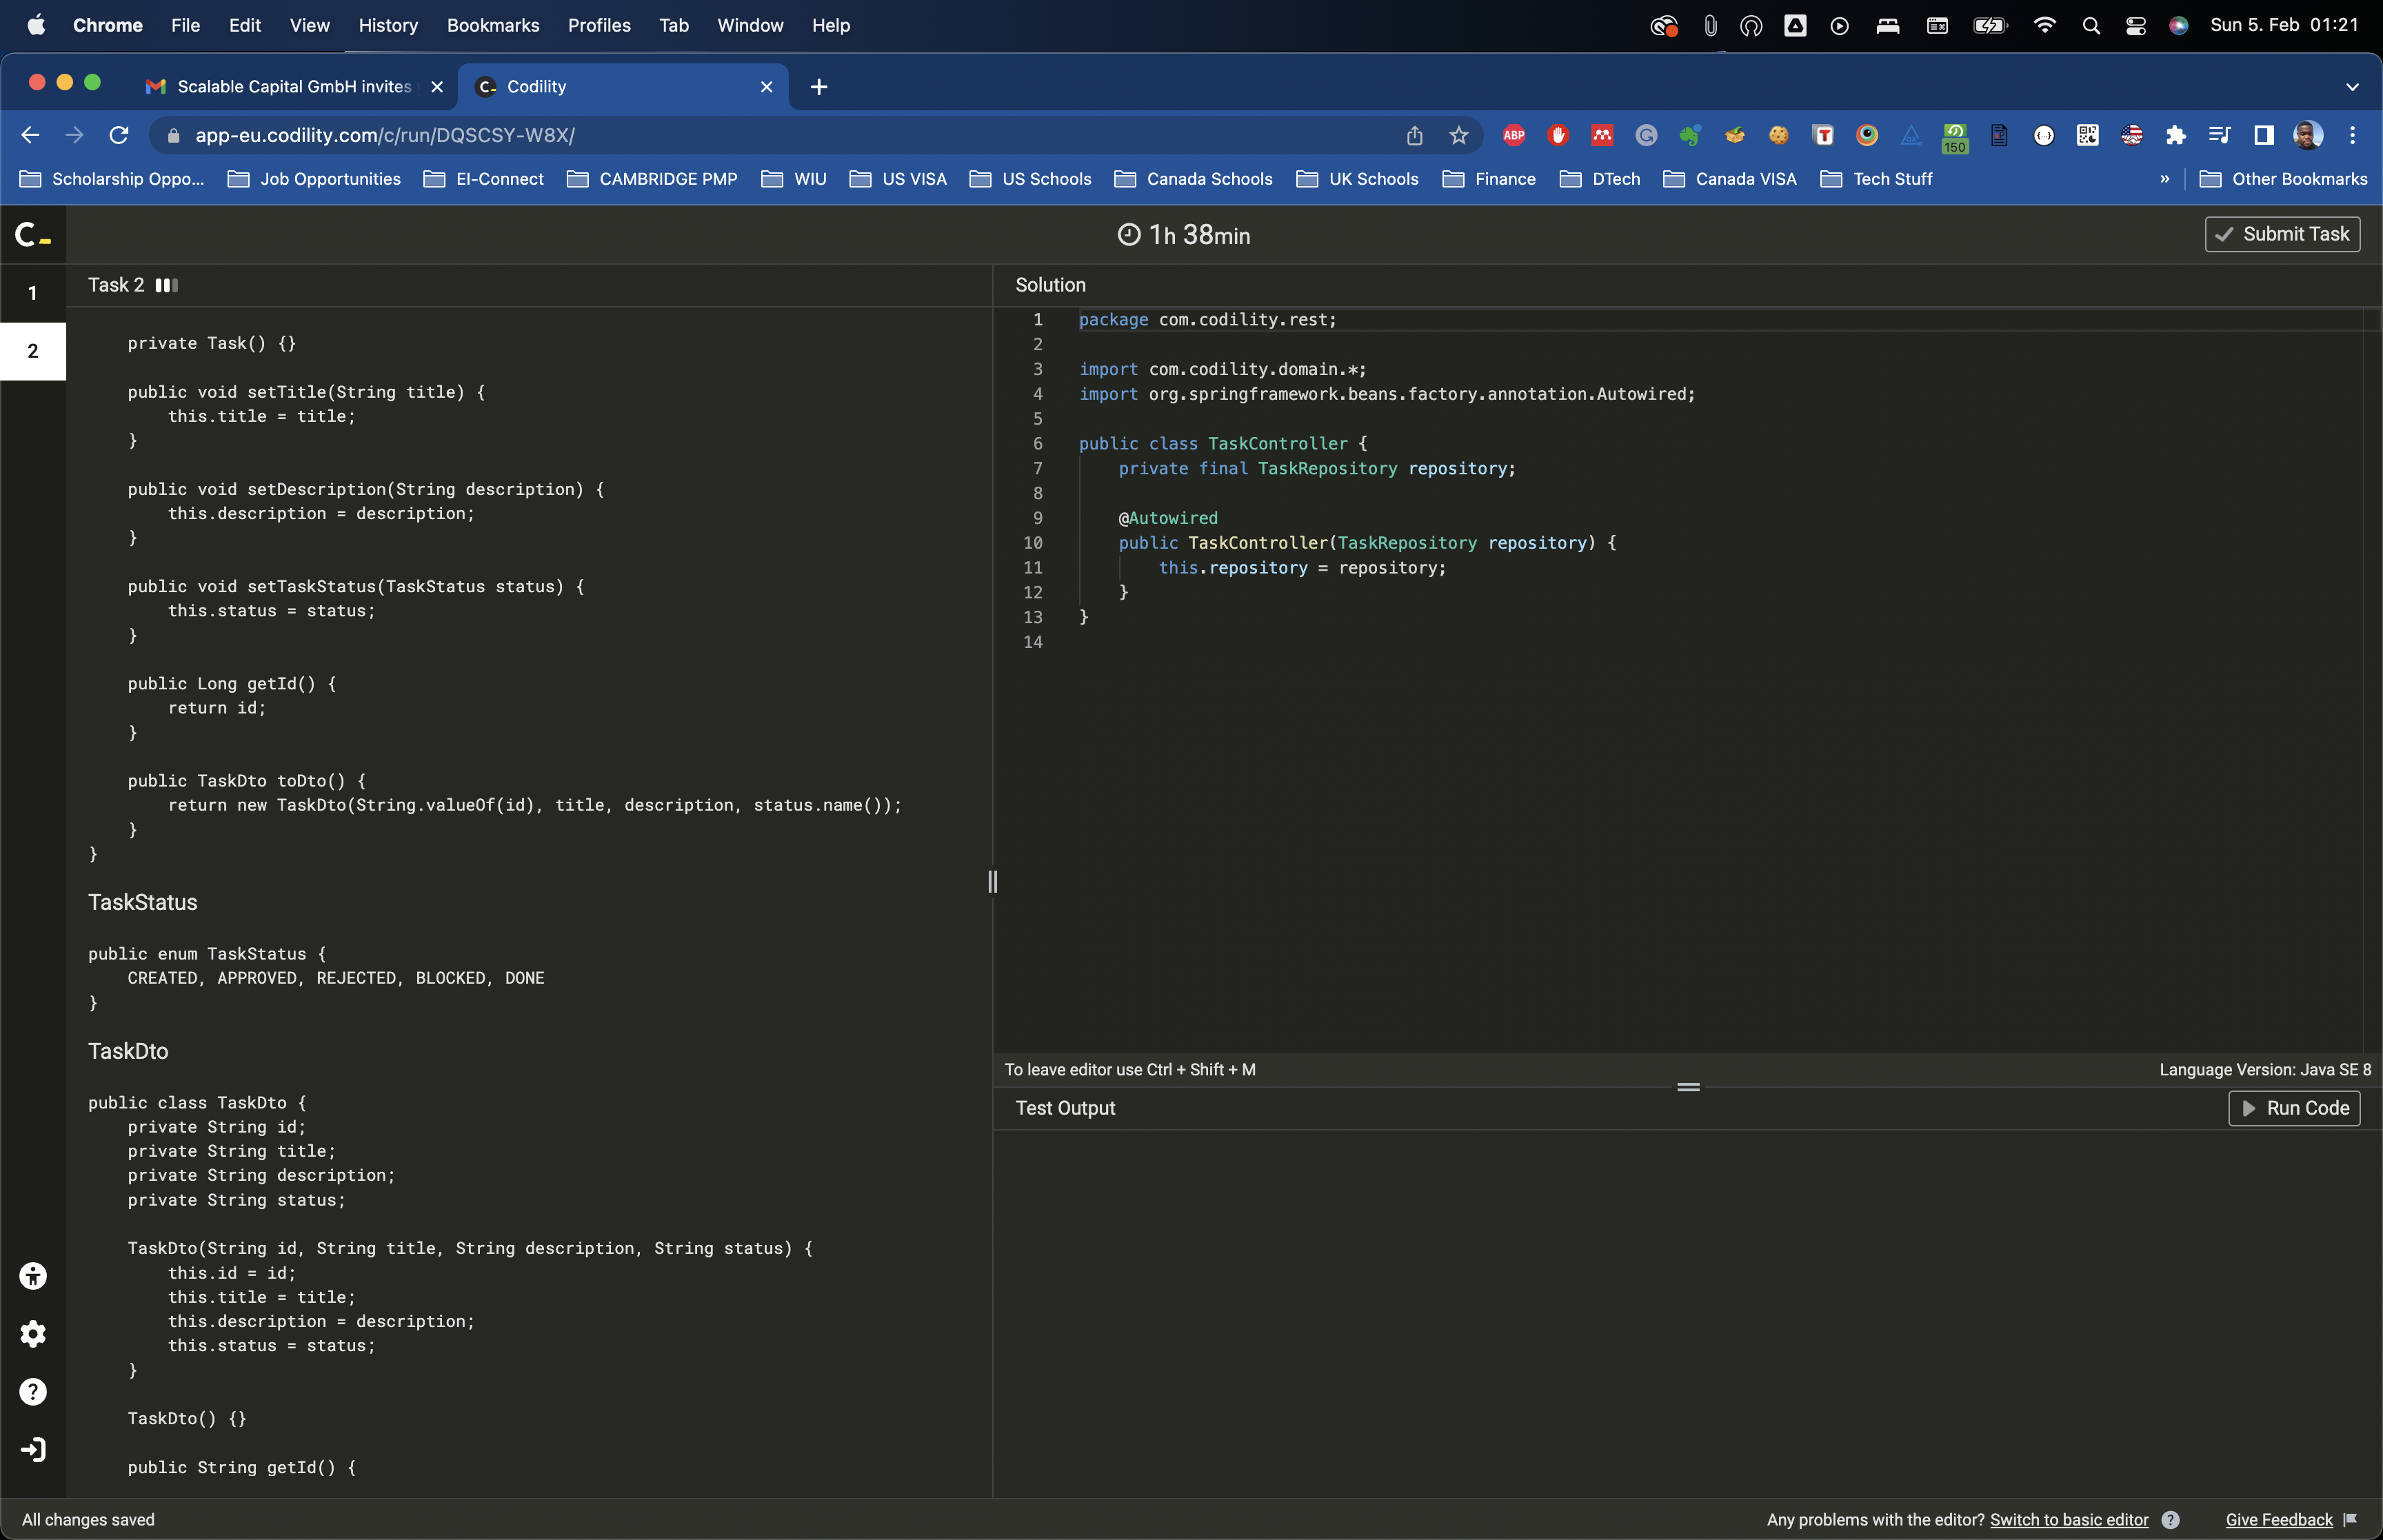 Chrome File Edit View History Bookmarks Profiles Tab Window Help Sun 5. Feb 01:21
Scalable Capital GmbH invites Codility
app-eu.codility.com/c/run/DQSCSY-W8X/ ABP 150
Scholarship Oppo... Job Opportunities EI-Connect CAMBRIDGE PMP WIU US VISA US Schools Canada Schools UK Schools Finance DTech Canada VISA Tech Stuff » Other Bookmarks
1h 38min Submit Task
1
2
Task 2
private Task() {}
public void setTitle(String title) {
this.title = title;
}
public void setDescription(String description) {
this.description = description;
}
public void setTaskStatus(TaskStatus status) {
this.status = status;
}
public Long getId() {
return id;
}
public TaskDto toDto() {
return new TaskDto(String.valueOf(id), title, description, status.name());
}
}
TaskStatus
public enum TaskStatus {
CREATED, APPROVED, REJECTED, BLOCKED, DONE
}
TaskDto
public class TaskDto {
private String id;
private String title;
private String description;
private String status;
TaskDto(String id, String title, String description, String status) {
this.id = id;
this.title = title;
this.description = description;
this.status = status;
}
TaskDto() {}
public String getId() {
Solution
1 package com.codility.rest;
2
3 import com.codility.domain.*;
4 import org.springframework.beans.factory.annotation.Autowired;
5
6 public class TaskController {
7 private final TaskRepository repository;
8
9 @Autowired
10 public TaskController(TaskRepository repository) {
11 this.repository = repository;
12 }
13 }
14
To leave editor use Ctrl + Shift + M Language Version: Java SE 8
Test Output Run Code
All changes saved Any problems with the editor? Switch to basic editor ? Give Feedback